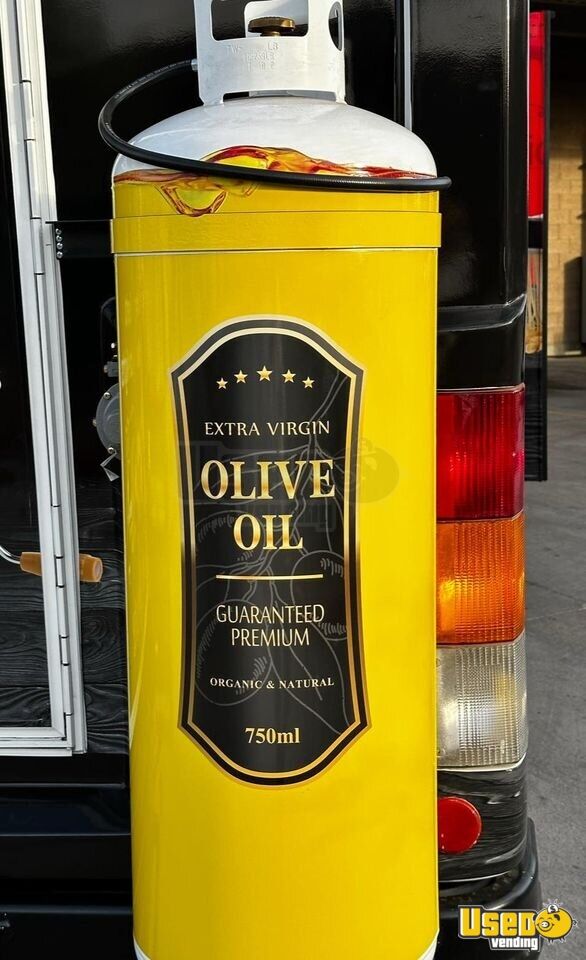 EXTRA VIRGIN
OLIVE
OIL
GUARANTEED
PREMIUM
ORGANIC & NATURAL
750ml
USED
vending